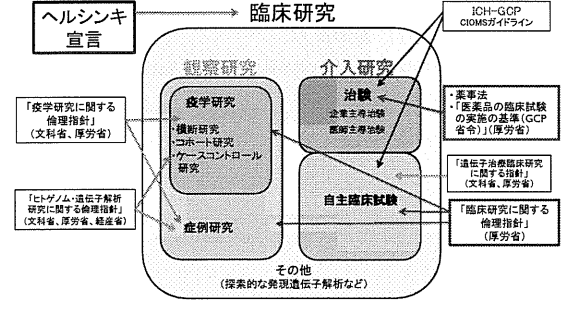 ヘルシンキ
宣言
臨床研究
ICH-GCP
CIOMSガイドライン
観察研究
介入研究
疫学研究
・横断研究
・コホート研究
・ケースコントロール
研究
症例研究
治験
企業主導治験
医師主導治験
自主臨床試験
その他
(探索的な発現遺伝子解析など)
「疫学研究に関する
倫理指針」
(文科省、厚労省)
「ヒトゲノム・遺伝子解析
研究に関する倫理指針」
(文科省、厚労省、経産省)
・薬事法
・「医薬品の臨床試験
の実施の基準(GCP
省令)」(厚労省)
「遺伝子治療臨床研究
に関する指針」
(文科省、厚労省)
「臨床研究に関する
倫理指針」
(厚労省)